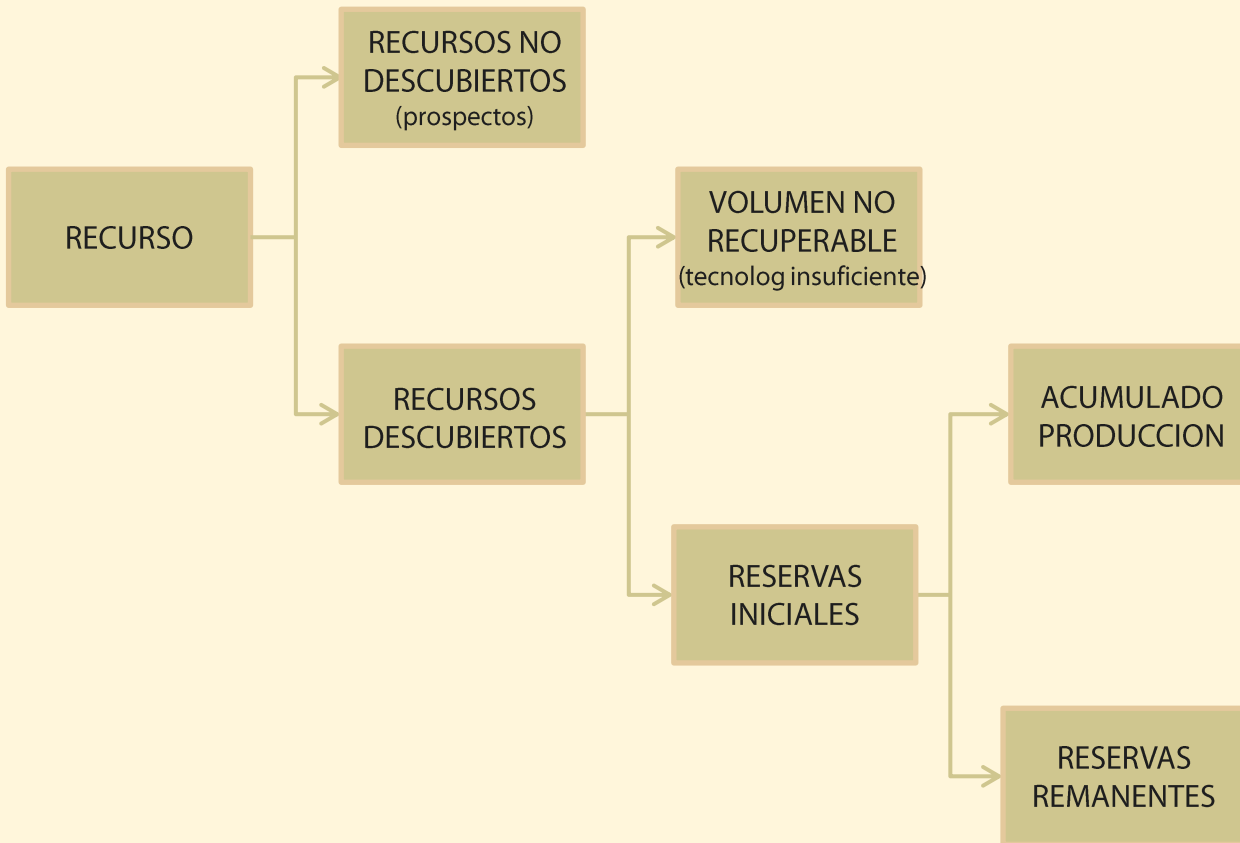 RECURSOS NO
DESCUBIERTOS
(prospectos)
RECURSO
VOLUMEN NO
RECUPERABLE
(tecnolog insuficiente)
RECURSOS
DESCUBIERTOS
ACUMULADO
PRODUCCION
RESERVAS
INICIALES
RESERVAS
REMANENTES